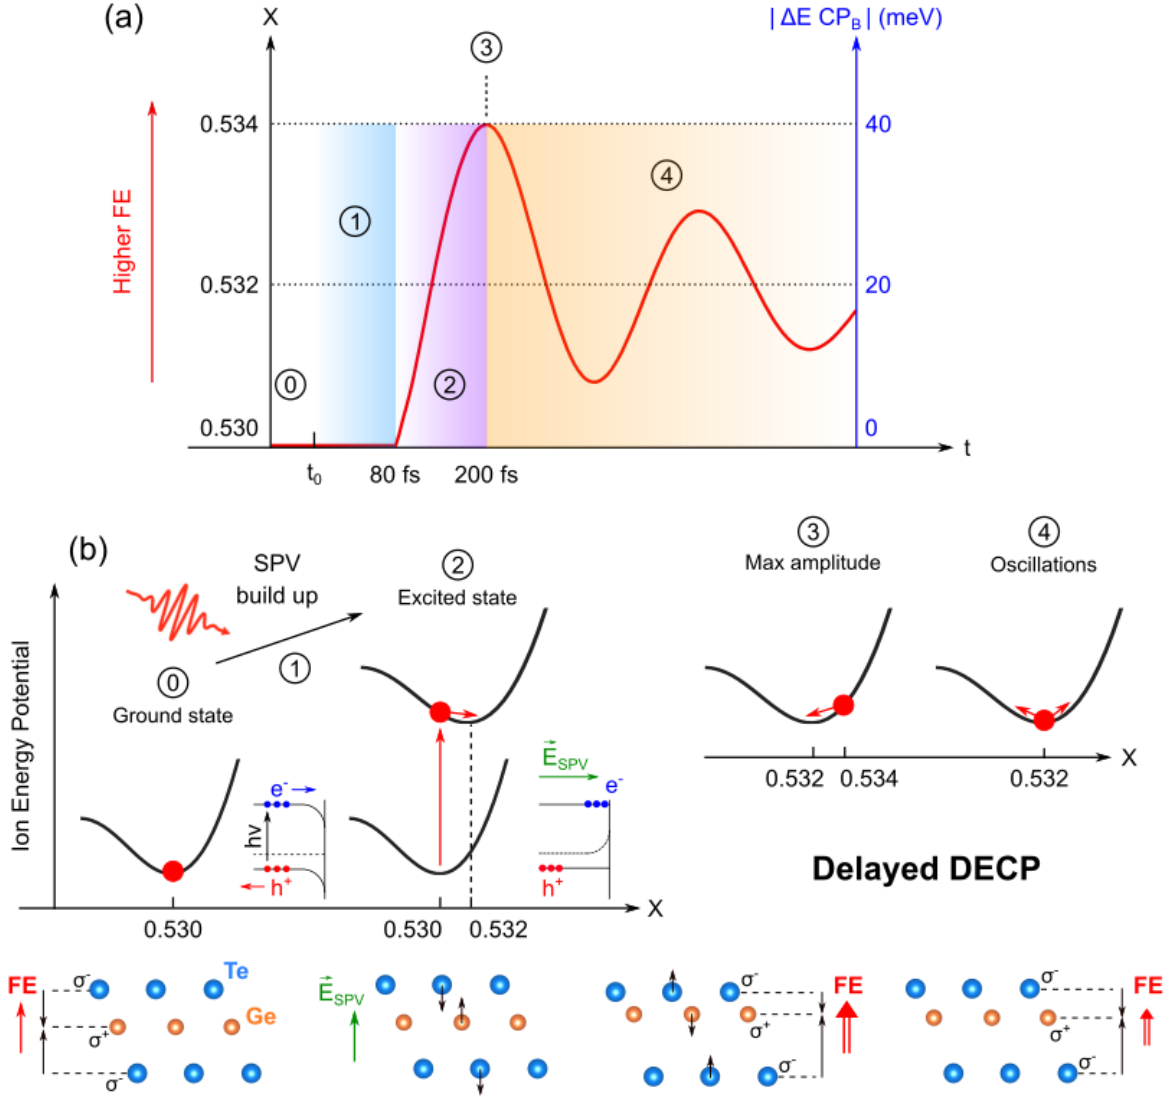 (a)
X
| ΔE CP_B | (meV)
③
0.534
40
④
①
Higher FE
0.532
20
⓪
②
0.530
0
t₀
80 fs
200 fs
t
(b)
SPV
build up
②
Excited state
③
Max amplitude
④
Oscillations
①
⓪
Ground state
Ion Energy Potential
E⃗_SPV
e⁻
e⁻
hν
h⁺
h⁺
X
0.532
0.534
0.532
Delayed DECP
X
0.530
0.530
0.532
FE
σ⁻
Te
Ge
σ⁺
σ⁻
E⃗_SPV
σ⁻
FE
σ⁺
σ⁻
σ⁻
FE
σ⁺
σ⁻